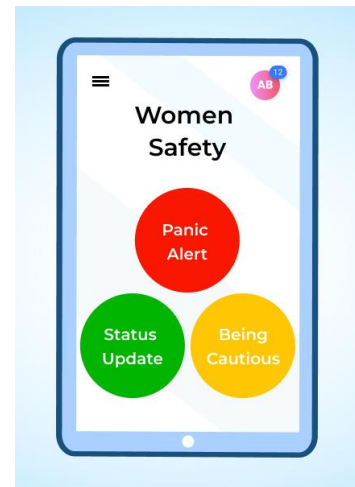 12
AB
Women
Safety
Panic
Alert
Status
Update
Being
Cautious